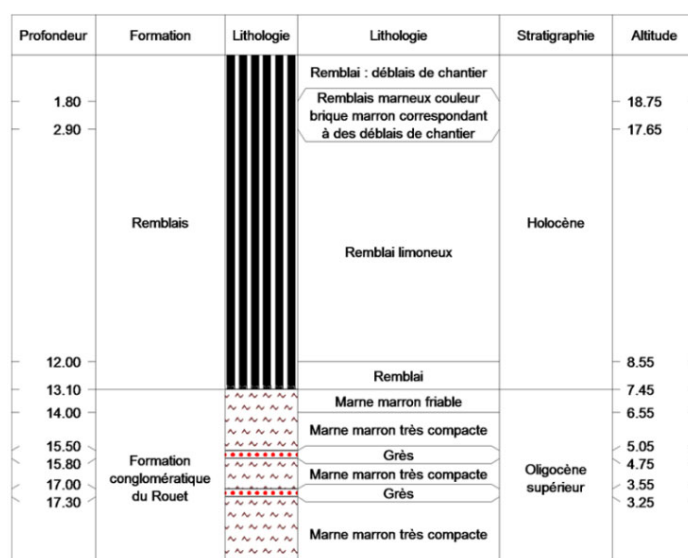 Profondeur Formation Lithologie Lithologie Stratigraphie Altitude
Remblai : déblais de chantier
1.80 18.75
Remblais marneux couleur
brique marron correspondant
à des déblais de chantier
2.90 17.65
Remblais Remblai limoneux Holocène
12.00 8.55
Remblai
13.10 7.45
Marne marron friable
14.00 6.55
Marne marron très compacte
15.50 5.05
Grès
15.80 4.75
Formation
conglomératique
du Rouet
Marne marron très compacte
Oligocène
supérieur
17.00 3.55
Grès
17.30 3.25
Marne marron très compacte